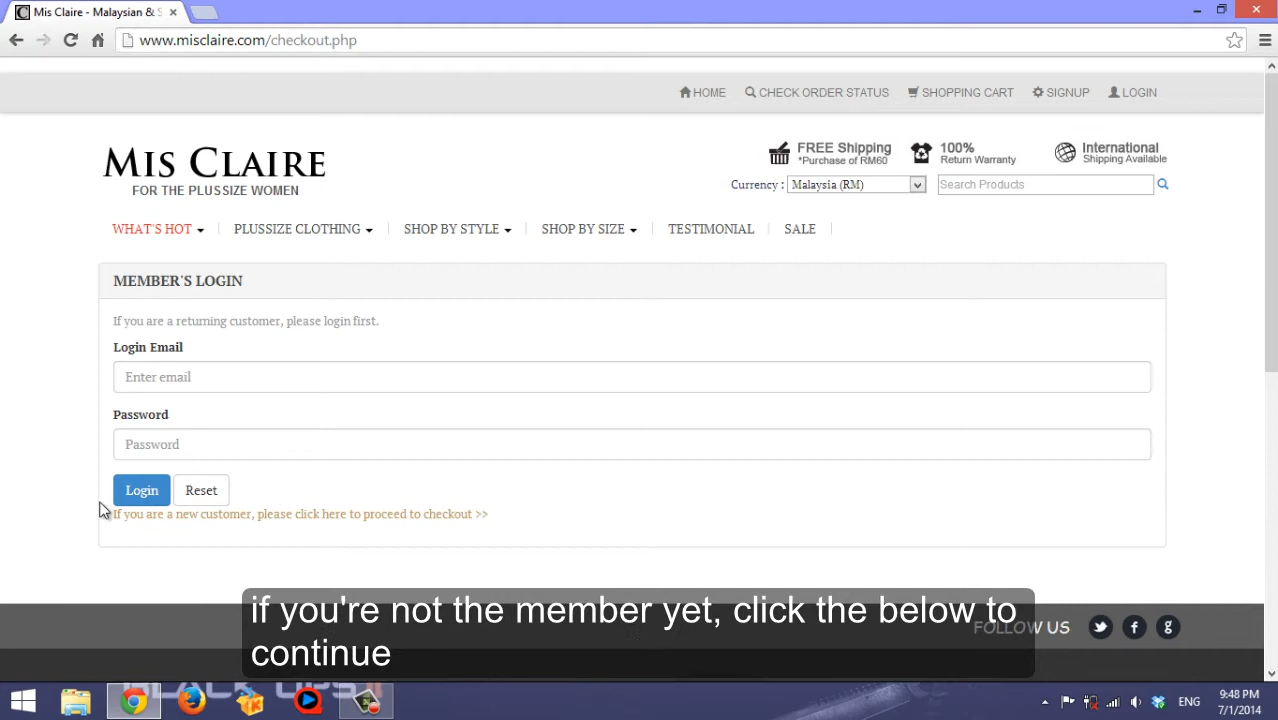 Mis Claire - Malaysian & S
www.misclaire.com/checkout.php
HOME CHECK ORDER STATUS SHOPPING CART SIGNUP LOGIN
MIS CLAIRE
FOR THE PLUSSIZE WOMEN
FREE Shipping
*Purchase of RM60
100%
Return Warranty
International
Shipping Available
Currency : Malaysia (RM)
Search Products
WHAT'S HOT PLUSSIZE CLOTHING SHOP BY STYLE SHOP BY SIZE TESTIMONIAL SALE
MEMBER'S LOGIN
If you are a returning customer, please login first.
Login Email
Enter email
Password
Password
Login Reset
If you are a new customer, please click here to proceed to checkout >>
if you're not the member yet, click the below to
continue
FOLLOW US
BLACK OPS
ENG
9:48 PM
7/1/2014